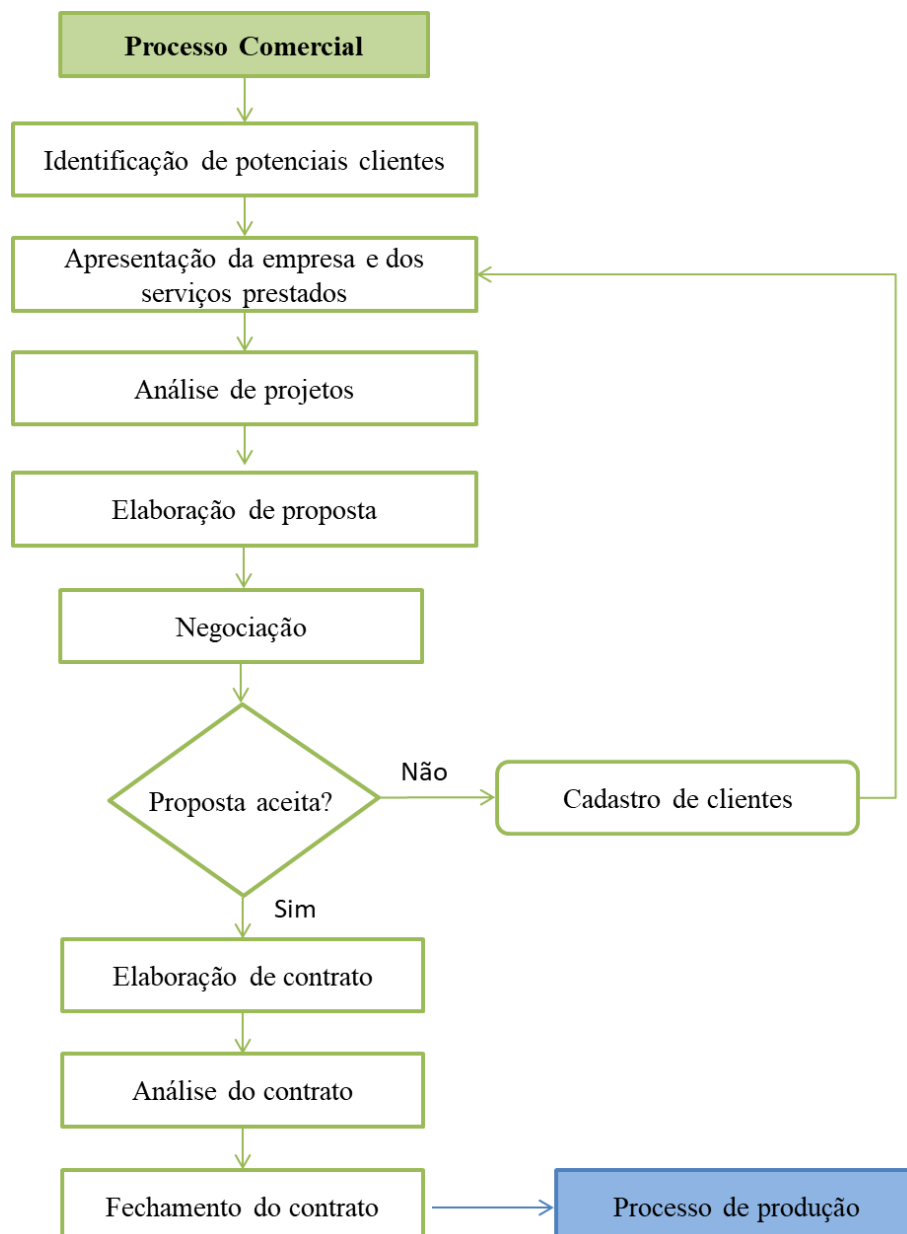 Processo Comercial
Identificação de potenciais clientes
Apresentação da empresa e dos
serviços prestados
Análise de projetos
Elaboração de proposta
Negociação
Proposta aceita?
Não
Cadastro de clientes
Sim
Elaboração de contrato
Análise do contrato
Fechamento do contrato
Processo de produção